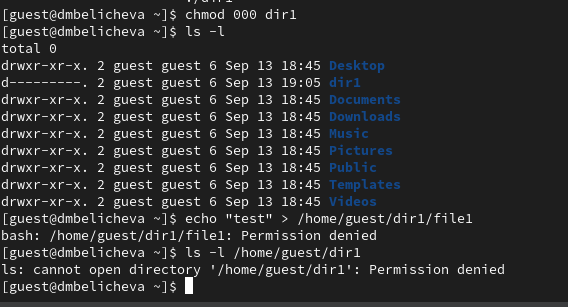 [guest@dmbelicheva ~]$ chmod 000 dir1
[guest@dmbelicheva ~]$ ls -l
total 0
drwxr-xr-x. 2 guest guest 6 Sep 13 18:45 Desktop
d---------. 2 guest guest 6 Sep 13 19:05 dir1
drwxr-xr-x. 2 guest guest 6 Sep 13 18:45 Documents
drwxr-xr-x. 2 guest guest 6 Sep 13 18:45 Downloads
drwxr-xr-x. 2 guest guest 6 Sep 13 18:45 Music
drwxr-xr-x. 2 guest guest 6 Sep 13 18:45 Pictures
drwxr-xr-x. 2 guest guest 6 Sep 13 18:45 Public
drwxr-xr-x. 2 guest guest 6 Sep 13 18:45 Templates
drwxr-xr-x. 2 guest guest 6 Sep 13 18:45 Videos
[guest@dmbelicheva ~]$ echo "test" > /home/guest/dir1/file1
bash: /home/guest/dir1/file1: Permission denied
[guest@dmbelicheva ~]$ ls -l /home/guest/dir1
ls: cannot open directory '/home/guest/dir1': Permission denied
[guest@dmbelicheva ~]$